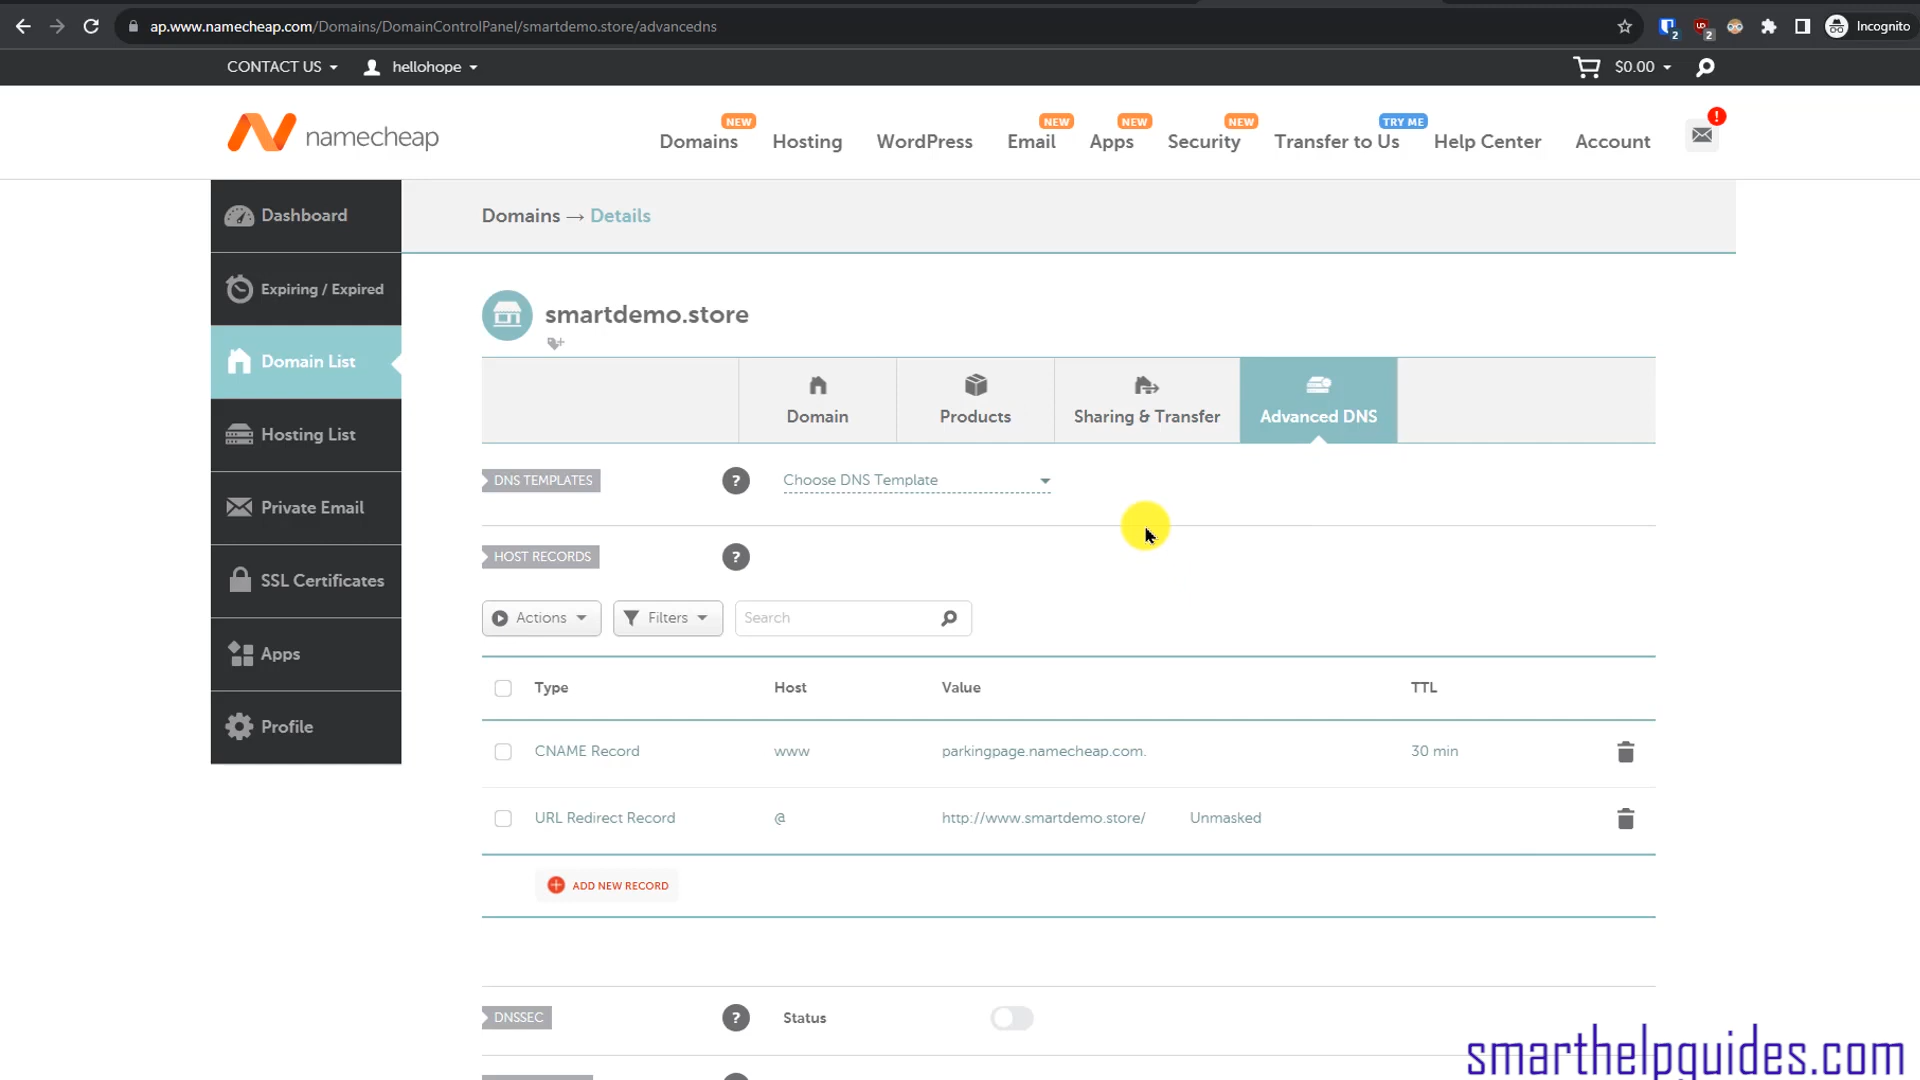 ap.www.namecheap.com/Domains/DomainControlPanel/smartdemo.store/advancedns
2
UD
2
Incognito
CONTACT US
hellohope
$0.00
namecheap
NEW
NEW
NEW
NEW
TRY ME
!
Domains
Hosting
WordPress
Email
Apps
Security
Transfer to Us
Help Center
Account
Dashboard
Expiring / Expired
Domain List
Hosting List
Private Email
SSL Certificates
Apps
Profile
Domains → Details
smartdemo.store
Domain
Products
Sharing & Transfer
Advanced DNS
DNS TEMPLATES
?
Choose DNS Template
HOST RECORDS
?
Actions
Filters
Search
Type Host Value TTL
CNAME Record www parkingpage.namecheap.com. 30 min
URL Redirect Record @ http://www.smartdemo.store/ Unmasked
ADD NEW RECORD
DNSSEC
?
Status
smarthelpguides.com